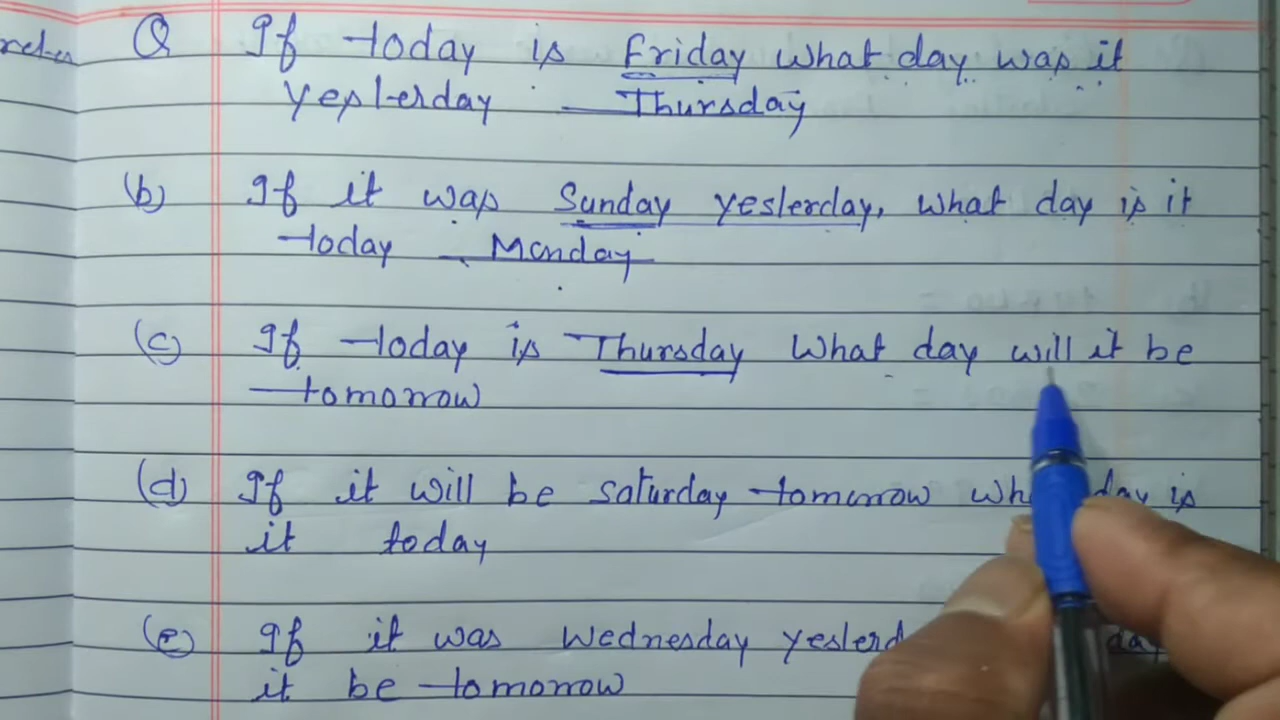 Q If today is Friday What day was it
yesterday Thursday
(b) If it was Sunday yesterday, what day is it
today Monday
(c) If today is Thursday What day will it be
tomorrow
(d) If it will be saturday tomorrow day is
it today
(e) If it was Wednesday
it be tomorrow